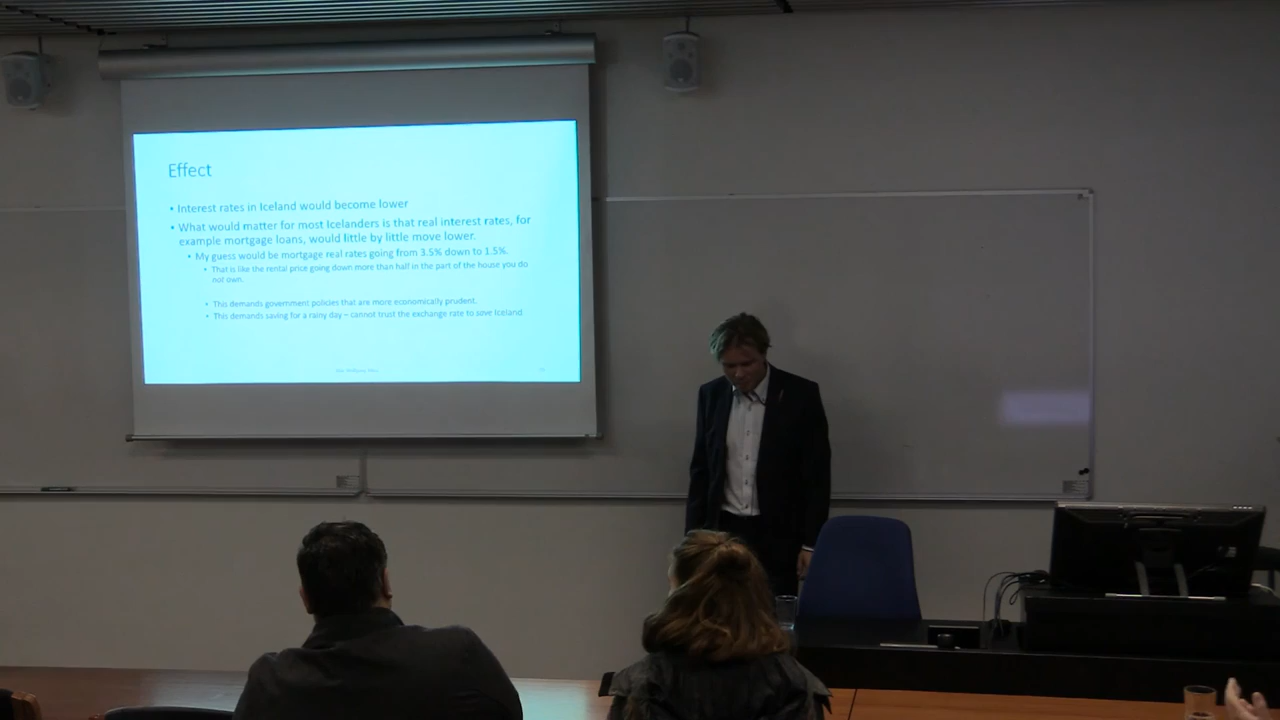 Effect
• Interest rates in Iceland would become lower
• What would matter for most Icelanders is that real interest rates, for
example mortgage loans, would little by little move lower.
• My guess would be mortgage real rates going from 3.5% down to 1.5%.
• That is like the rental price going down more than half in the part of the house you do
not own.
• This demands government policies that are more economically prudent.
• This demands saving for a rainy day – cannot trust the exchange rate to save Iceland